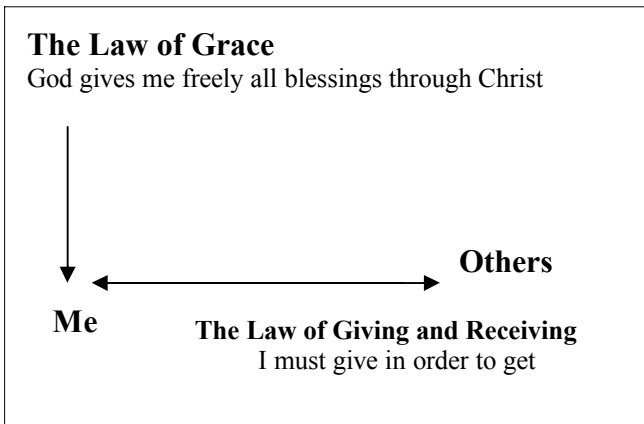 The Law of Grace
God gives me freely all blessings through Christ
Others
Me
The Law of Giving and Receiving
I must give in order to get